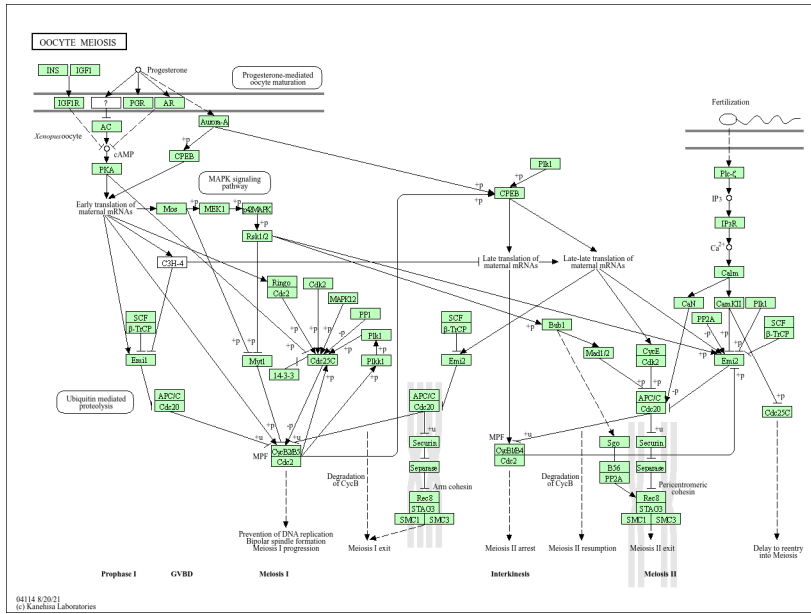 OOCYTE MEIOSIS
INS
IGF1
Progesterone
Progesterone-mediated
oocyte maturation
IGF1R
?
PGR
AR
Fertilization
AC
Aurora-A
Xenopus oocyte
cAMP
+p
PKA
CPEB
+p
Plk1
+p
CPEB
+p
Plc-ζ
IP3
IP3R
Ca2+
MAPK signaling
pathway
Early translation of
maternal mRNAs
Mos
MEK1
+p
p42MAPK
+p
Rsk1/2
C3H-4
Late translation of
maternal mRNAs
Late-late translation of
maternal mRNAs
Calm
Ringo
Cdc2
Cdk2
MAPK12
PP1
CaN
CamKII
Plk1
PP2A
SCF
β-TrCP
Emi1
Myt1
Cdc25C
14-3-3
Plk1
+p
Plkk1
SCF
β-TrCP
Emi2
Bub1
Mad1/2
CycE
Cdk2
Emi2
SCF
β-TrCP
Ubiquitin mediated
proteolysis
APC/C
Cdc20
APC/C
Cdc20
APC/C
Cdc20
Cdc25C
+p
-p
+u
MPF
CycB2/B5
Cdc2
+u
Securin
Separase
Rec8
STAG3
SMC1
SMC3
Arm cohesin
Degradation
of CycB
MPF
CycB1/B4
Cdc2
+u
Degradation
of CycB
Sgo
B56
PP2A
+u
Securin
Separase
Rec8
STAG3
SMC1
SMC3
Pericentromeric
cohesin
Prevention of DNA replication
Bipolar spindle formation
Meiosis I progression
Meiosis I exit
Meiosis II arrest
Meiosis II resumption
Meiosis II exit
Delay to reentry
into Meiosis
Prophase I
GVBD
Meiosis I
Interkinesis
Meiosis II
04114 8/20/21
(c) Kanehisa Laboratories